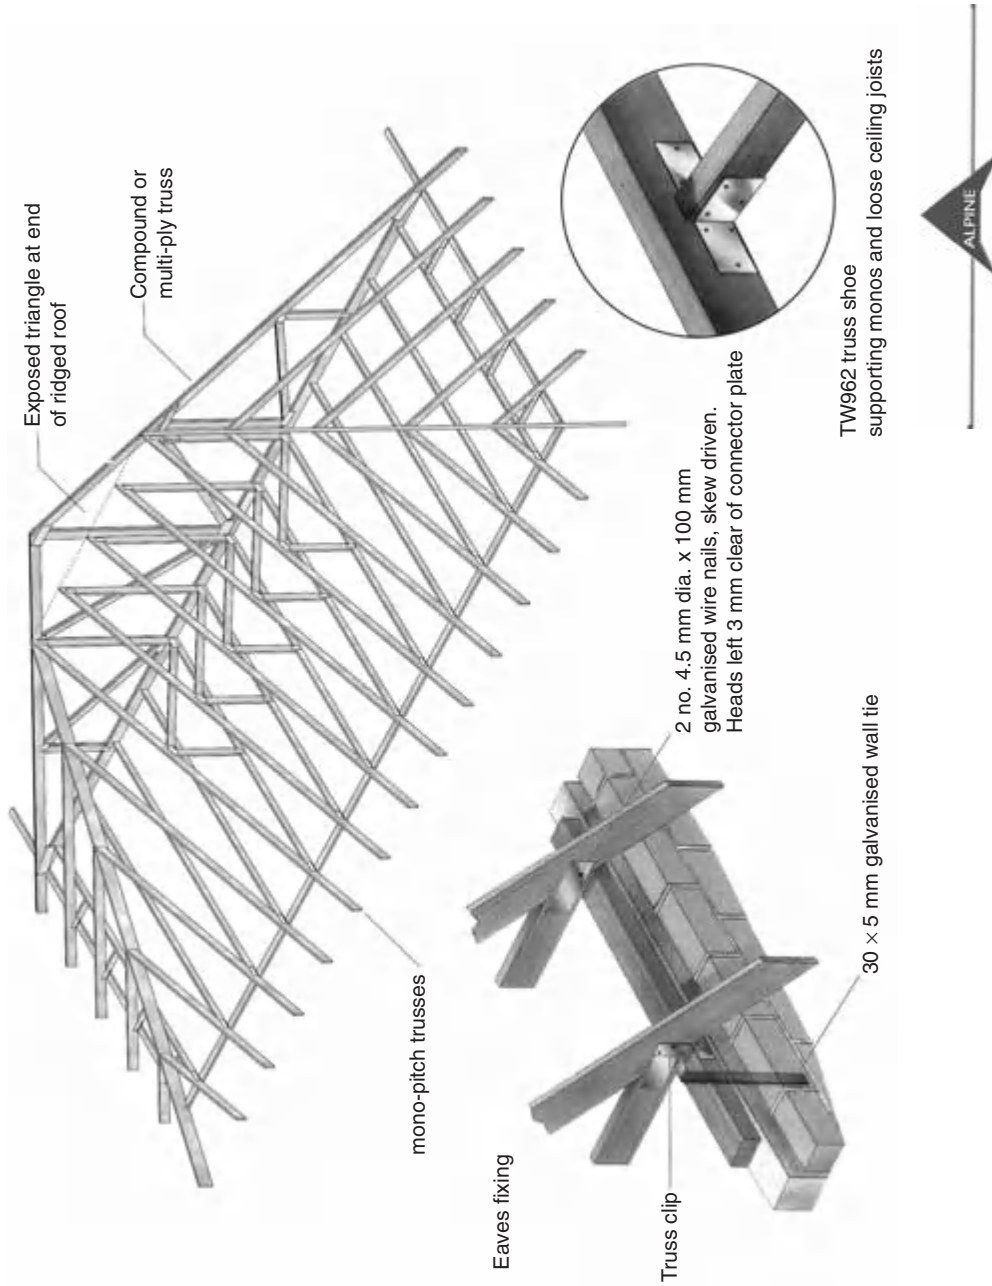 Exposed triangle at end
of ridged roof
Compound or
multi-ply truss
mono-pitch trusses
Eaves fixing
Truss clip
2 no. 4.5 mm dia. x 100 mm
galvanised wire nails, skew driven.
Heads left 3 mm clear of connector plate
30 × 5 mm galvanised wall tie
TW962 truss shoe
supporting monos and loose ceiling joists
ALPINE